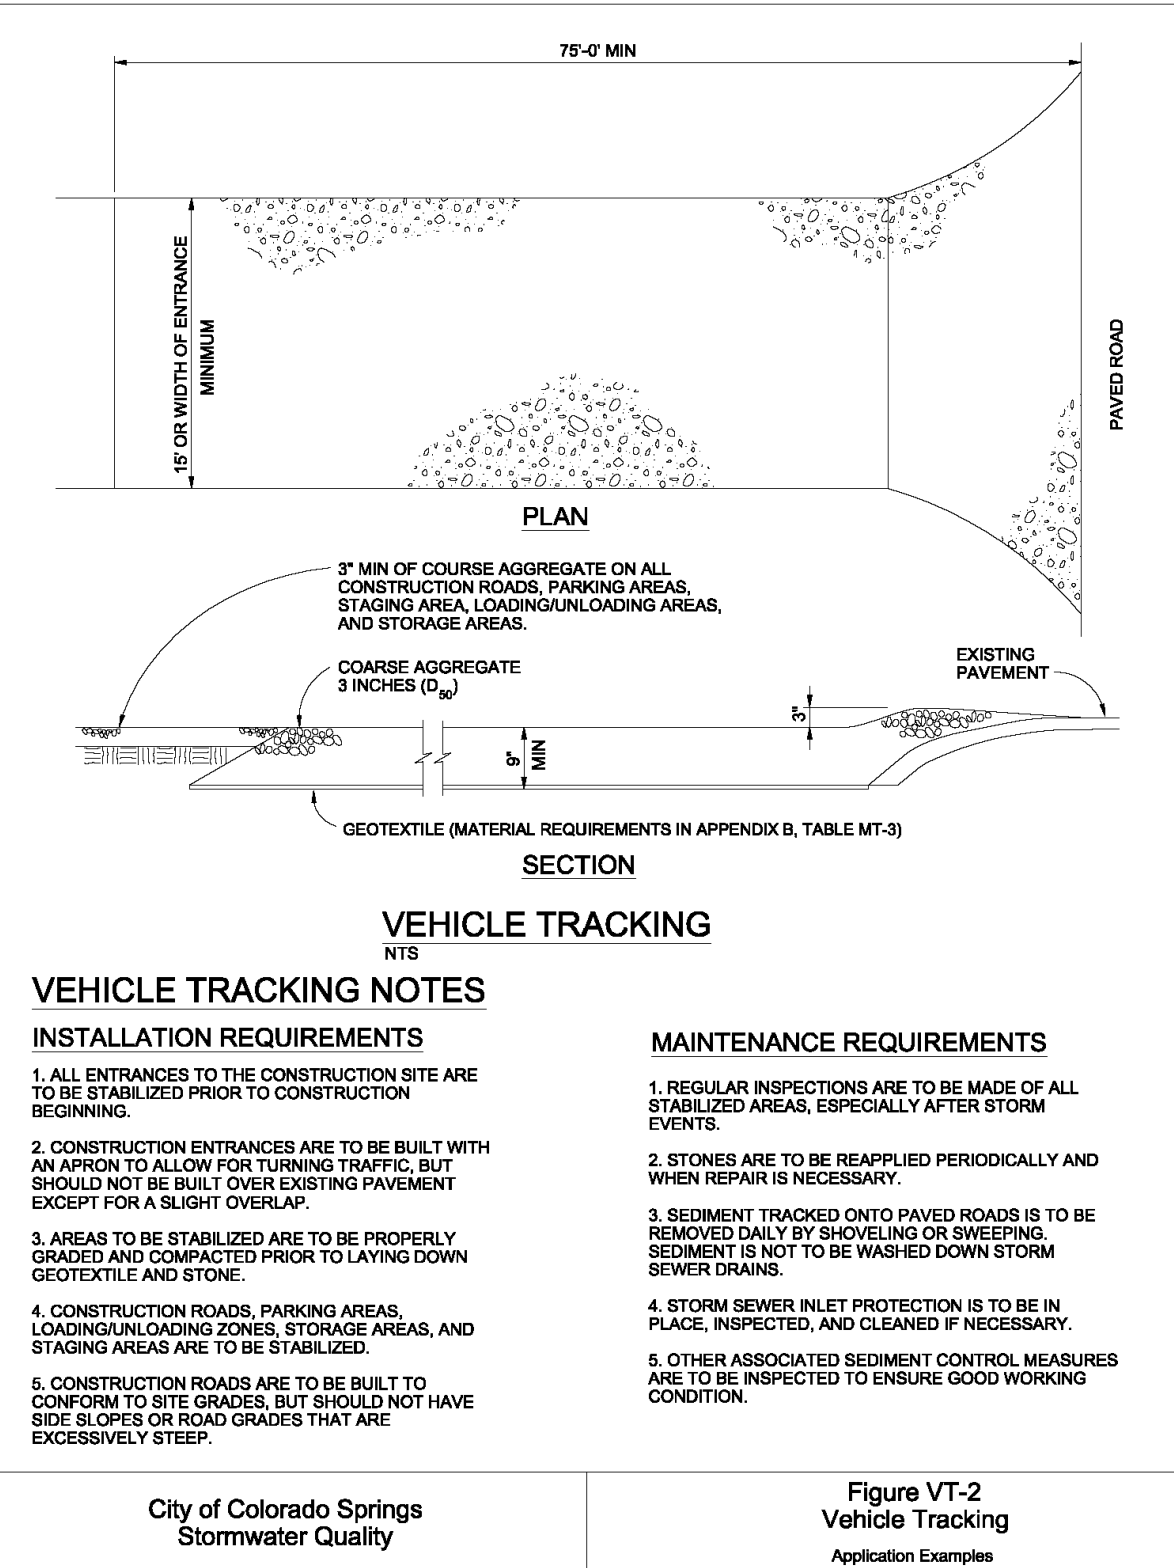 75'-0' MIN
15' OR WIDTH OF ENTRANCE
MINIMUM
PAVED ROAD
PLAN
3" MIN OF COURSE AGGREGATE ON ALL
CONSTRUCTION ROADS, PARKING AREAS,
STAGING AREA, LOADING/UNLOADING AREAS,
AND STORAGE AREAS.
COARSE AGGREGATE
3 INCHES (D50)
EXISTING
PAVEMENT
3"
9"
MIN
GEOTEXTILE (MATERIAL REQUIREMENTS IN APPENDIX B, TABLE MT-3)
SECTION
VEHICLE TRACKING
NTS
VEHICLE TRACKING NOTES
INSTALLATION REQUIREMENTS
1. ALL ENTRANCES TO THE CONSTRUCTION SITE ARE
TO BE STABILIZED PRIOR TO CONSTRUCTION
BEGINNING.
2. CONSTRUCTION ENTRANCES ARE TO BE BUILT WITH
AN APRON TO ALLOW FOR TURNING TRAFFIC, BUT
SHOULD NOT BE BUILT OVER EXISTING PAVEMENT
EXCEPT FOR A SLIGHT OVERLAP.
3. AREAS TO BE STABILIZED ARE TO BE PROPERLY
GRADED AND COMPACTED PRIOR TO LAYING DOWN
GEOTEXTILE AND STONE.
4. CONSTRUCTION ROADS, PARKING AREAS,
LOADING/UNLOADING ZONES, STORAGE AREAS, AND
STAGING AREAS ARE TO BE STABILIZED.
5. CONSTRUCTION ROADS ARE TO BE BUILT TO
CONFORM TO SITE GRADES, BUT SHOULD NOT HAVE
SIDE SLOPES OR ROAD GRADES THAT ARE
EXCESSIVELY STEEP.
MAINTENANCE REQUIREMENTS
1. REGULAR INSPECTIONS ARE TO BE MADE OF ALL
STABILIZED AREAS, ESPECIALLY AFTER STORM
EVENTS.
2. STONES ARE TO BE REAPPLIED PERIODICALLY AND
WHEN REPAIR IS NECESSARY.
3. SEDIMENT TRACKED ONTO PAVED ROADS IS TO BE
REMOVED DAILY BY SHOVELING OR SWEEPING.
SEDIMENT IS NOT TO BE WASHED DOWN STORM
SEWER DRAINS.
4. STORM SEWER INLET PROTECTION IS TO BE IN
PLACE, INSPECTED, AND CLEANED IF NECESSARY.
5. OTHER ASSOCIATED SEDIMENT CONTROL MEASURES
ARE TO BE INSPECTED TO ENSURE GOOD WORKING
CONDITION.
City of Colorado Springs
Stormwater Quality
Figure VT-2
Vehicle Tracking
Application Examples